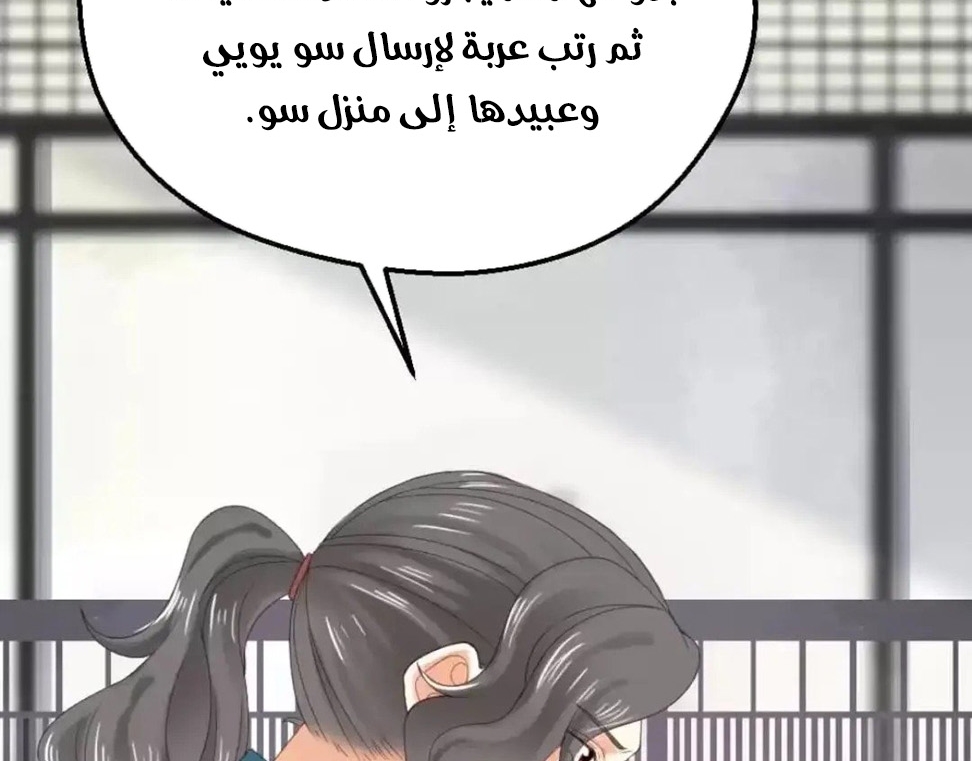 ثم رتب عربة لإرسال سو يويي
وعبيدها إلى منزل سو.